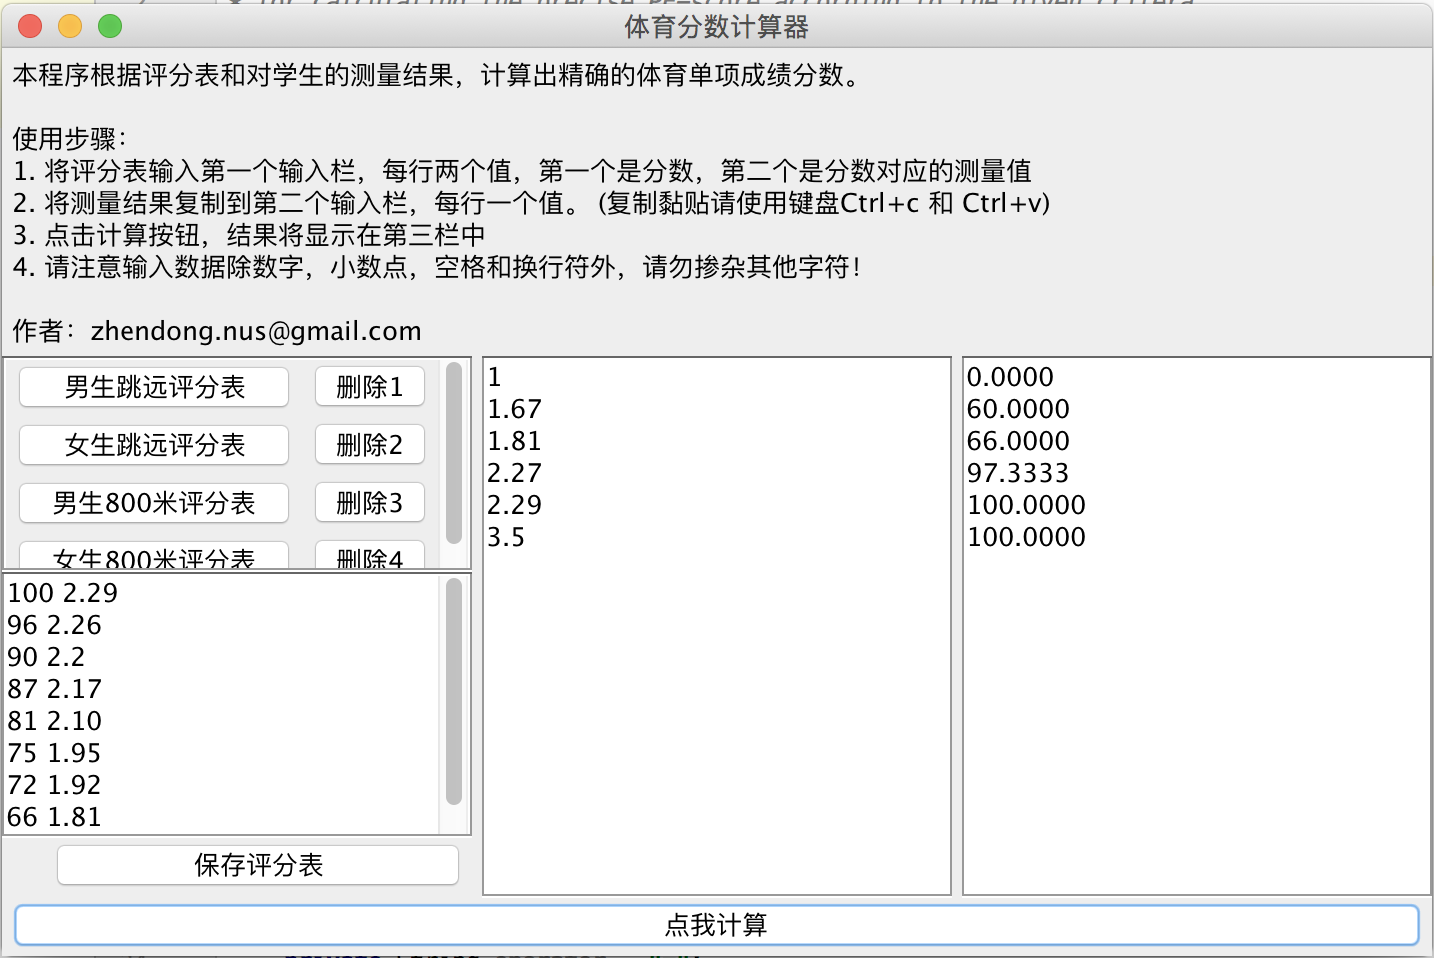 体育分数计算器
本程序根据评分表和对学生的测量结果，计算出精确的体育单项成绩分数。
使用步骤：
1. 将评分表输入第一个输入栏，每行两个值，第一个是分数，第二个是分数对应的测量值
2. 将测量结果复制到第二个输入栏，每行一个值。 (复制黏贴请使用键盘Ctrl+c 和 Ctrl+v)
3. 点击计算按钮，结果将显示在第三栏中
4. 请注意输入数据除数字，小数点，空格和换行符外，请勿掺杂其他字符！
作者：zhendong.nus@gmail.com
男生跳远评分表 删除1
女生跳远评分表 删除2
男生800米评分表 删除3
女生800米评分表 删除4
100 2.29
96 2.26
90 2.2
87 2.17
81 2.10
75 1.95
72 1.92
66 1.81
保存评分表
1
1.67
1.81
2.27
2.29
3.5
0.0000
60.0000
66.0000
97.3333
100.0000
100.0000
点我计算